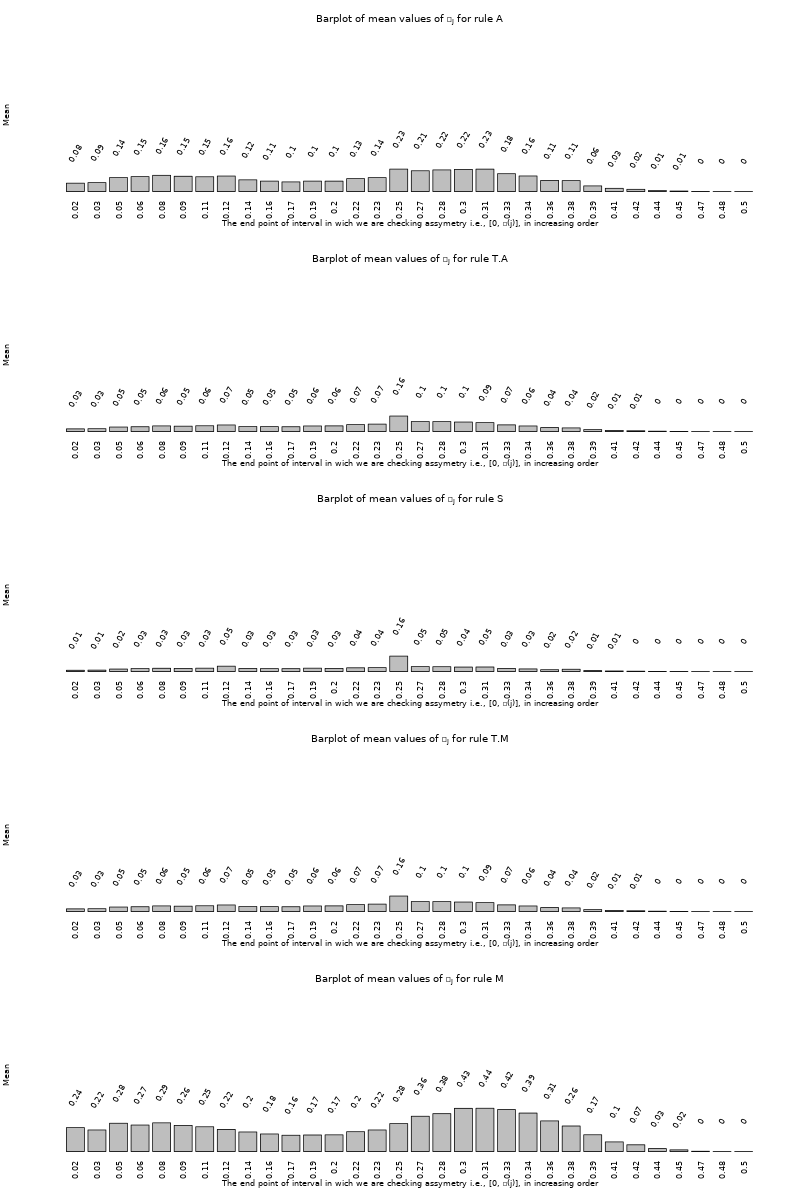 Barplot of mean values of □j for rule A
Mean
0.08 0.09 0.14 0.15 0.16 0.15 0.15 0.16 0.12 0.11 0.1 0.1 0.1 0.13 0.14 0.23 0.21 0.22 0.22 0.23 0.18 0.16 0.11 0.11 0.06 0.03 0.02 0.01 0.01 0 0 0
0.02 0.03 0.05 0.06 0.08 0.09 0.11 0.12 0.14 0.16 0.17 0.19 0.2 0.22 0.23 0.25 0.27 0.28 0.3 0.31 0.33 0.34 0.36 0.38 0.39 0.41 0.42 0.44 0.45 0.47 0.48 0.5
The end point of interval in wich we are checking assymetry i.e., [0, □(j)], in increasing order
Barplot of mean values of □j for rule T.A
Mean
0.03 0.03 0.05 0.05 0.06 0.05 0.06 0.07 0.05 0.05 0.05 0.06 0.06 0.07 0.07 0.16 0.1 0.1 0.1 0.09 0.07 0.06 0.04 0.04 0.02 0.01 0.01 0 0 0 0 0
0.02 0.03 0.05 0.06 0.08 0.09 0.11 0.12 0.14 0.16 0.17 0.19 0.2 0.22 0.23 0.25 0.27 0.28 0.3 0.31 0.33 0.34 0.36 0.38 0.39 0.41 0.42 0.44 0.45 0.47 0.48 0.5
The end point of interval in wich we are checking assymetry i.e., [0, □(j)], in increasing order
Barplot of mean values of □j for rule S
Mean
0.01 0.01 0.02 0.03 0.03 0.03 0.03 0.05 0.03 0.03 0.03 0.03 0.03 0.04 0.04 0.16 0.05 0.05 0.04 0.05 0.03 0.03 0.02 0.02 0.01 0.01 0 0 0 0 0 0
0.02 0.03 0.05 0.06 0.08 0.09 0.11 0.12 0.14 0.16 0.17 0.19 0.2 0.22 0.23 0.25 0.27 0.28 0.3 0.31 0.33 0.34 0.36 0.38 0.39 0.41 0.42 0.44 0.45 0.47 0.48 0.5
The end point of interval in wich we are checking assymetry i.e., [0, □(j)], in increasing order
Barplot of mean values of □j for rule T.M
Mean
0.03 0.03 0.05 0.05 0.06 0.05 0.06 0.07 0.05 0.05 0.05 0.06 0.06 0.07 0.07 0.16 0.1 0.1 0.1 0.09 0.07 0.06 0.04 0.04 0.02 0.01 0.01 0 0 0 0 0
0.02 0.03 0.05 0.06 0.08 0.09 0.11 0.12 0.14 0.16 0.17 0.19 0.2 0.22 0.23 0.25 0.27 0.28 0.3 0.31 0.33 0.34 0.36 0.38 0.39 0.41 0.42 0.44 0.45 0.47 0.48 0.5
The end point of interval in wich we are checking assymetry i.e., [0, □(j)], in increasing order
Barplot of mean values of □j for rule M
Mean
0.24 0.22 0.28 0.27 0.29 0.26 0.25 0.22 0.2 0.18 0.16 0.17 0.17 0.2 0.22 0.28 0.36 0.38 0.43 0.44 0.42 0.39 0.31 0.26 0.17 0.1 0.07 0.03 0.02 0 0 0
0.02 0.03 0.05 0.06 0.08 0.09 0.11 0.12 0.14 0.16 0.17 0.19 0.2 0.22 0.23 0.25 0.27 0.28 0.3 0.31 0.33 0.34 0.36 0.38 0.39 0.41 0.42 0.44 0.45 0.47 0.48 0.5
The end point of interval in wich we are checking assymetry i.e., [0, □(j)], in increasing order